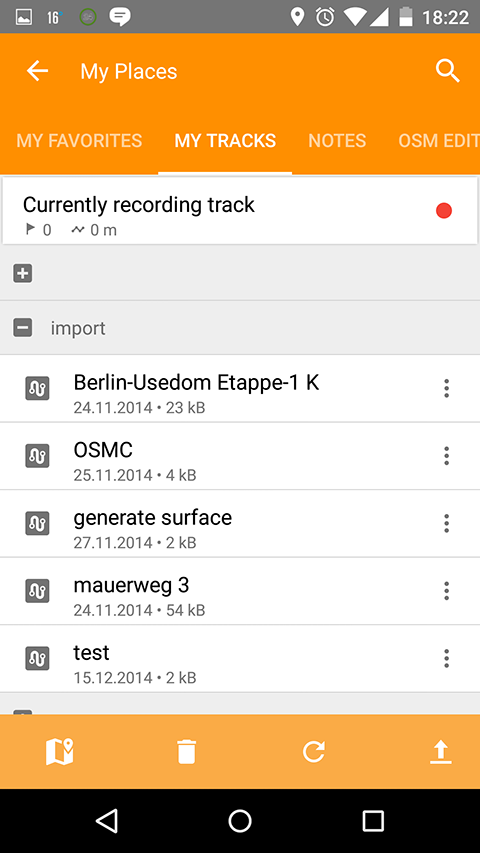 16° 18:22
My Places
MY FAVORITES MY TRACKS NOTES OSM EDIT
Currently recording track
0 0 m
import
Berlin-Usedom Etappe-1 K
24.11.2014 • 23 kB
OSMC
25.11.2014 • 4 kB
generate surface
27.11.2014 • 2 kB
mauerweg 3
24.11.2014 • 54 kB
test
15.12.2014 • 2 kB